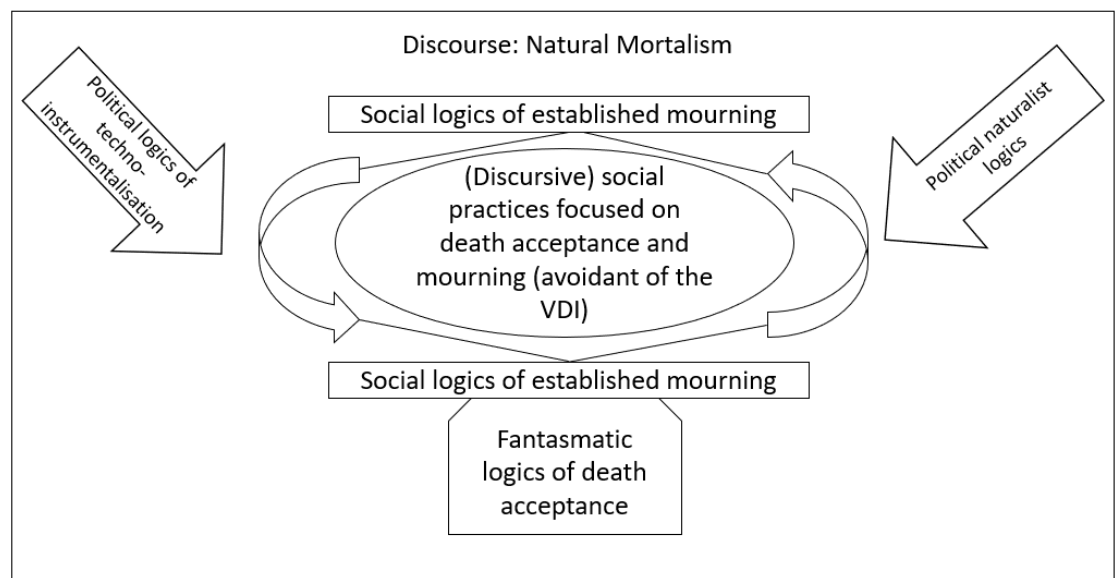 Discourse: Natural Mortalism
Political logics of
techno-
instrumentalisation
Social logics of established mourning
Political naturalist
logics
(Discursive) social
practices focused on
death acceptance and
mourning (avoidant of the
VDI)
Social logics of established mourning
Fantasmatic
logics of death
acceptance